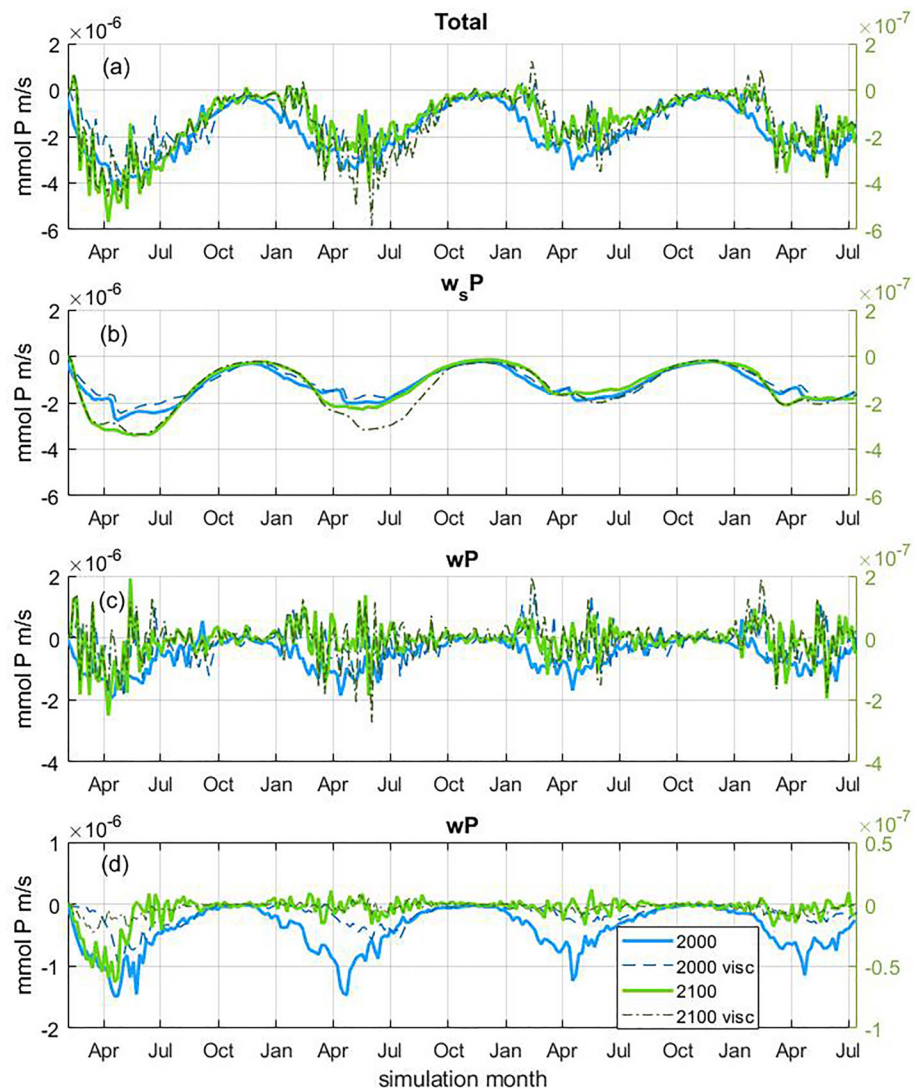 Total
×10⁻⁶ ×10⁻⁷
(a)
2 2
0 0
-2 -2
-4 -4
-6 -6
mmol P m/s
Apr Jul Oct Jan Apr Jul Oct Jan Apr Jul Oct Jan Apr Jul
wₛP
×10⁻⁶ ×10⁻⁷
(b)
2 2
0 0
-2 -2
-4 -4
-6 -6
mmol P m/s
Apr Jul Oct Jan Apr Jul Oct Jan Apr Jul Oct Jan Apr Jul
wP
×10⁻⁶ ×10⁻⁷
(c)
2 2
0 0
-2 -2
-4 -4
mmol P m/s
Apr Jul Oct Jan Apr Jul Oct Jan Apr Jul Oct Jan Apr Jul
wP
×10⁻⁶ ×10⁻⁷
(d)
1 0.5
0 0
-1 -0.5
-2 -1
mmol P m/s
2000
2000 visc
2100
2100 visc
Apr Jul Oct Jan Apr Jul Oct Jan Apr Jul Oct Jan Apr Jul
simulation month